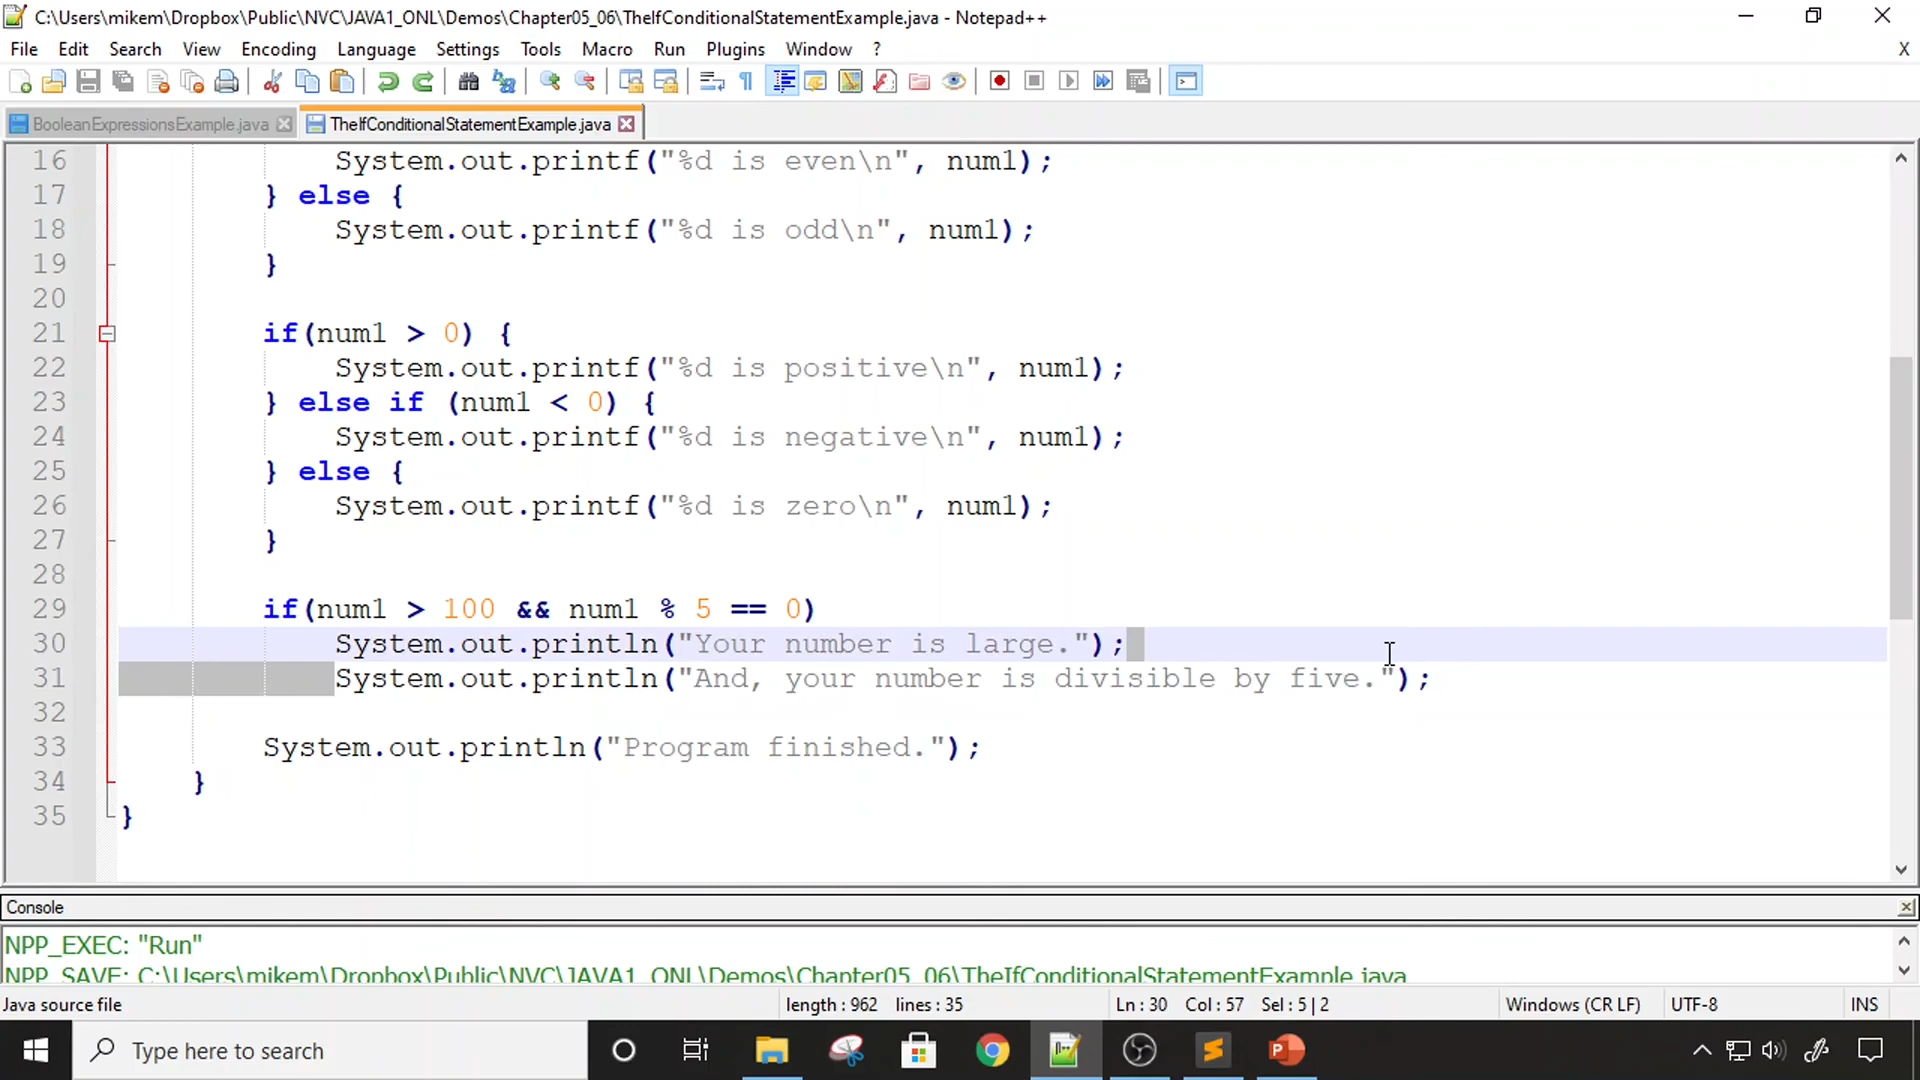 C:\Users\mikem\Dropbox\Public\NVC\JAVA1_ONL\Demos\Chapter05_06\TheIfConditionalStatementExample.java - Notepad++
File Edit Search View Encoding Language Settings Tools Macro Run Plugins Window ? X
BooleanExpressionsExample.java TheIfConditionalStatementExample.java
16 System.out.printf("%d is even\n", num1);
17 } else {
18 System.out.printf("%d is odd\n", num1);
19 }
20
21 if(num1 > 0) {
22 System.out.printf("%d is positive\n", num1);
23 } else if (num1 < 0) {
24 System.out.printf("%d is negative\n", num1);
25 } else {
26 System.out.printf("%d is zero\n", num1);
27 }
28
29 if(num1 > 100 && num1 % 5 == 0)
30 System.out.println("Your number is large.");
31 System.out.println("And, your number is divisible by five.");
32
33 System.out.println("Program finished.");
34 }
35 }
Console
NPP_EXEC: "Run"
NPP_SAVE: C:\Users\mikem\Dropbox\Public\NVC\JAVA1_ONL\Demos\Chapter05_06\TheIfConditionalStatementExample.java
Java source file length : 962 lines : 35 Ln : 30 Col : 57 Sel : 5 | 2 Windows (CR LF) UTF-8 INS
Type here to search